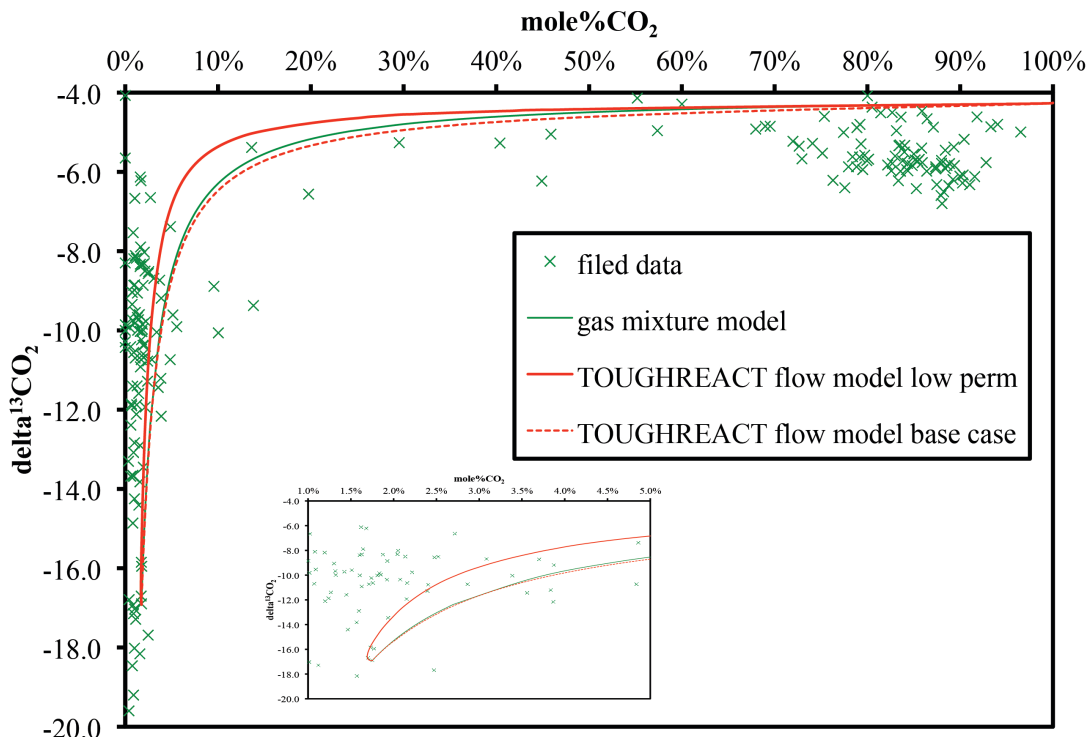 mole%CO₂
0% 10% 20% 30% 40% 50% 60% 70% 80% 90% 100%
-4.0
-6.0
-8.0
-10.0
-12.0
-14.0
-16.0
-18.0
-20.0
delta¹³CO₂
filed data
gas mixture model
TOUGHREACT flow model low perm
TOUGHREACT flow model base case
mole%CO₂
1.0% 1.5% 2.0% 2.5% 3.0% 3.5% 4.0% 4.5% 5.0%
-4.0
-6.0
-8.0
-10.0
-12.0
-14.0
-16.0
-18.0
-20.0
delta¹³CO₂